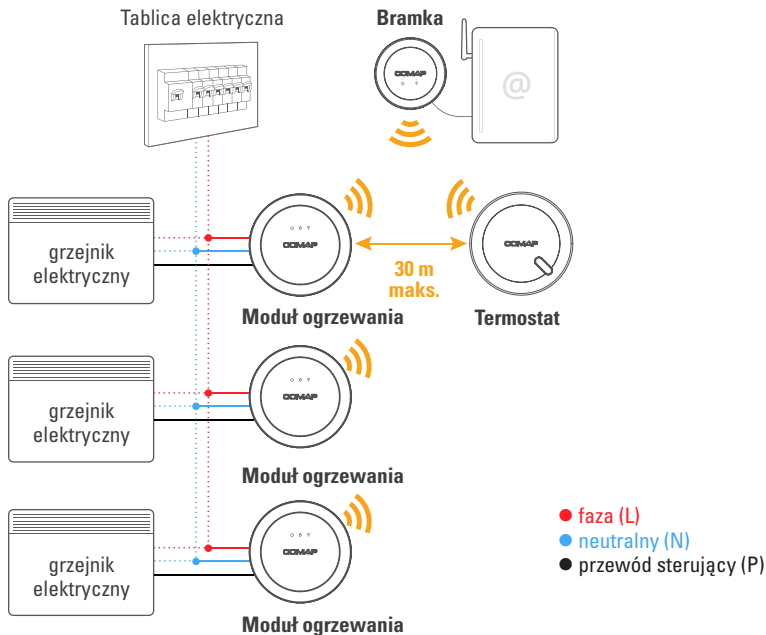 Tablica elektryczna
Bramka
COMAP
@
grzejnik
elektryczny
COMAP
30 m
maks.
COMAP
Moduł ogrzewania
Termostat
grzejnik
elektryczny
COMAP
Moduł ogrzewania
grzejnik
elektryczny
COMAP
Moduł ogrzewania
faza (L)
neutralny (N)
przewód sterujący (P)